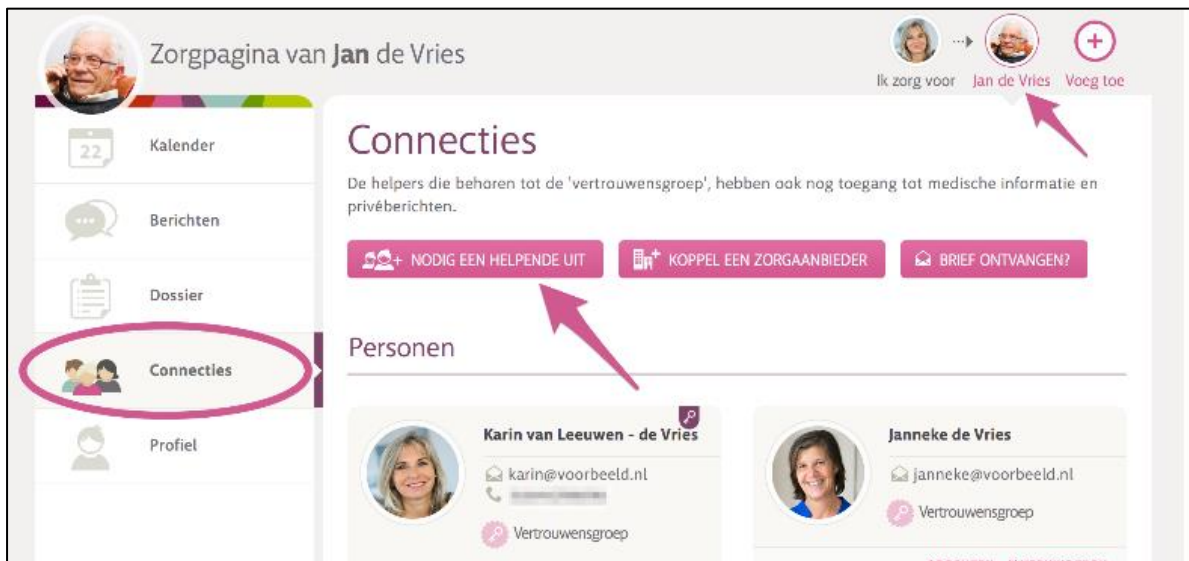 Zorgpagina van Jan de Vries
Ik zorg voor
Jan de Vries
Voeg toe
22
Kalender
Berichten
Dossier
Connecties
Profiel
Connecties
De helpers die behoren tot de 'vertrouwensgroep', hebben ook nog toegang tot medische informatie en
privéberichten.
NODIG EEN HELPENDE UIT
KOPPEL EEN ZORGAANBIEDER
BRIEF ONTVANGEN?
Personen
Karin van Leeuwen - de Vries
karin@voorbeeld.nl
Vertrouwensgroep
Janneke de Vries
janneke@voorbeeld.nl
Vertrouwensgroep